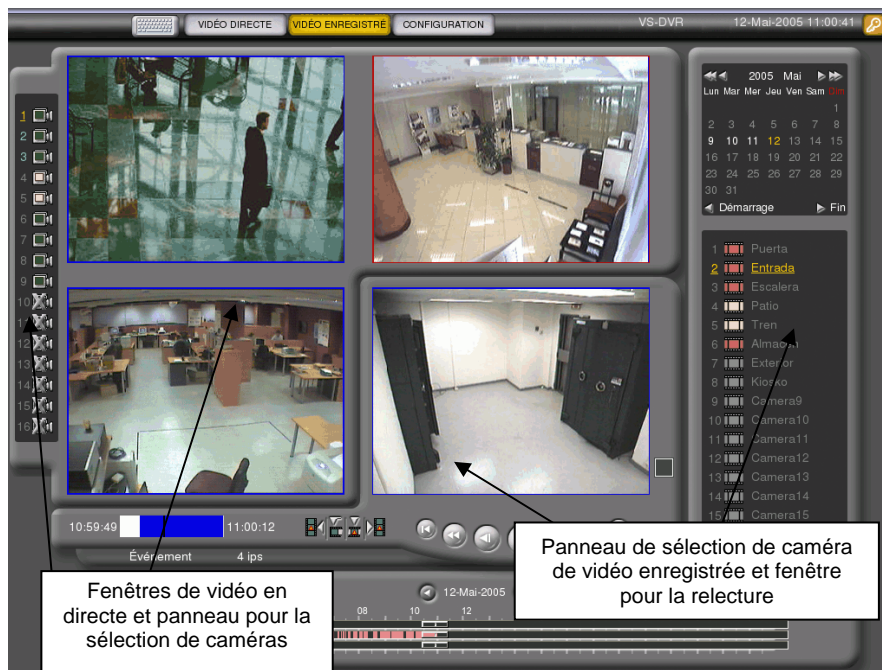 VIDÉO DIRECTE VIDÉO ENREGISTRÉ CONFIGURATION VS-DVR 12-Mai-2005 11:00:41
2005 Mai
Lun Mar Mer Jeu Ven Sam Dim
1
2 3 4 5 6 7 8
9 10 11 12 13 14 15
16 17 18 19 20 21 22
23 24 25 26 27 28 29
30 31
Démarrage Fin
1
2
3
4
5
6
7
8
9
10
11
12
13
14
15
16
1 Puerta
2 Entrada
3 Escalera
4 Patio
5 Tren
6 Almacen
7 Exterior
8 Kiosko
9 Camera9
10 Camera10
11 Camera11
12 Camera12
13 Camera13
14 Camera14
15 Camera15
10:59:49 11:00:12
Événement 4 ips
Panneau de sélection de caméra
de vidéo enregistrée et fenêtre
pour la relecture
Fenêtres de vidéo en
directe et panneau pour la
sélection de caméras
12-Mai-2005
08 10 12